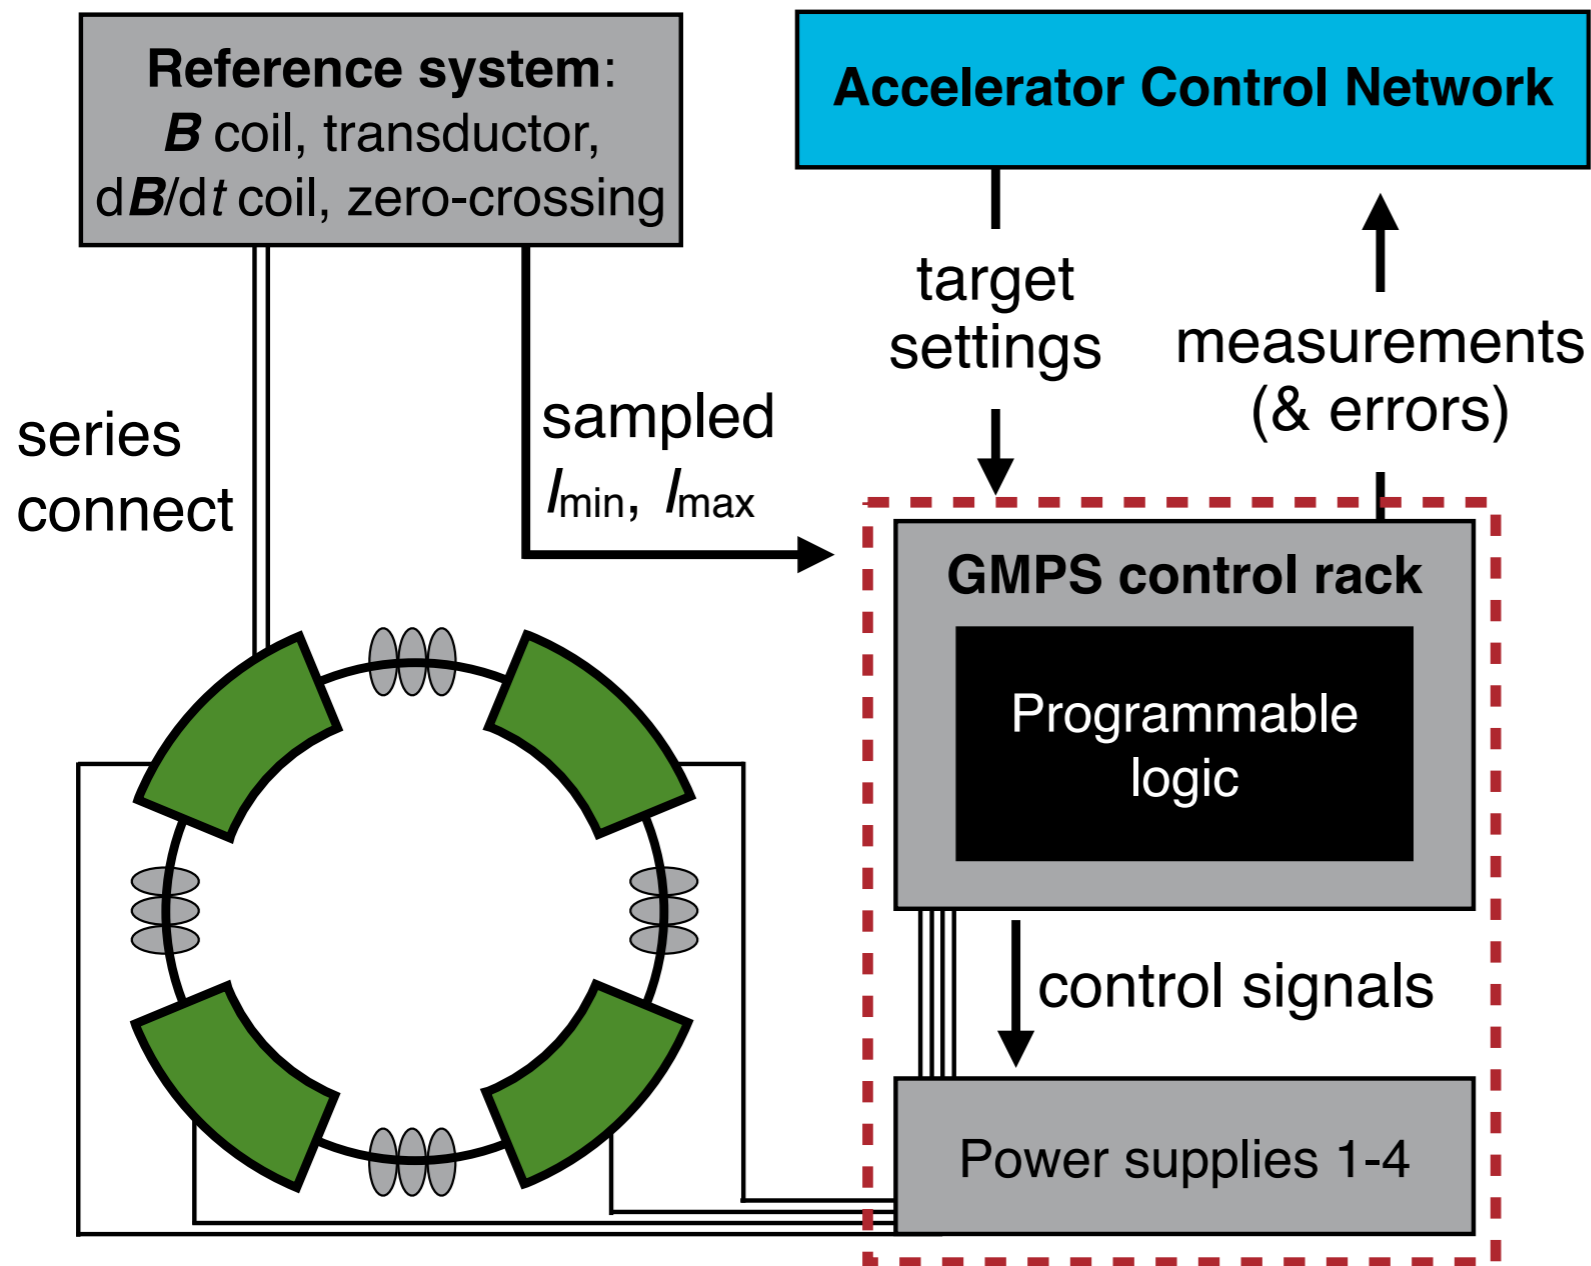 Reference system:
B coil, transductor,
dB/dt coil, zero-crossing
Accelerator Control Network
target
settings
measurements
(& errors)
series
connect
sampled
Imin, Imax
GMPS control rack
Programmable
logic
control signals
Power supplies 1-4